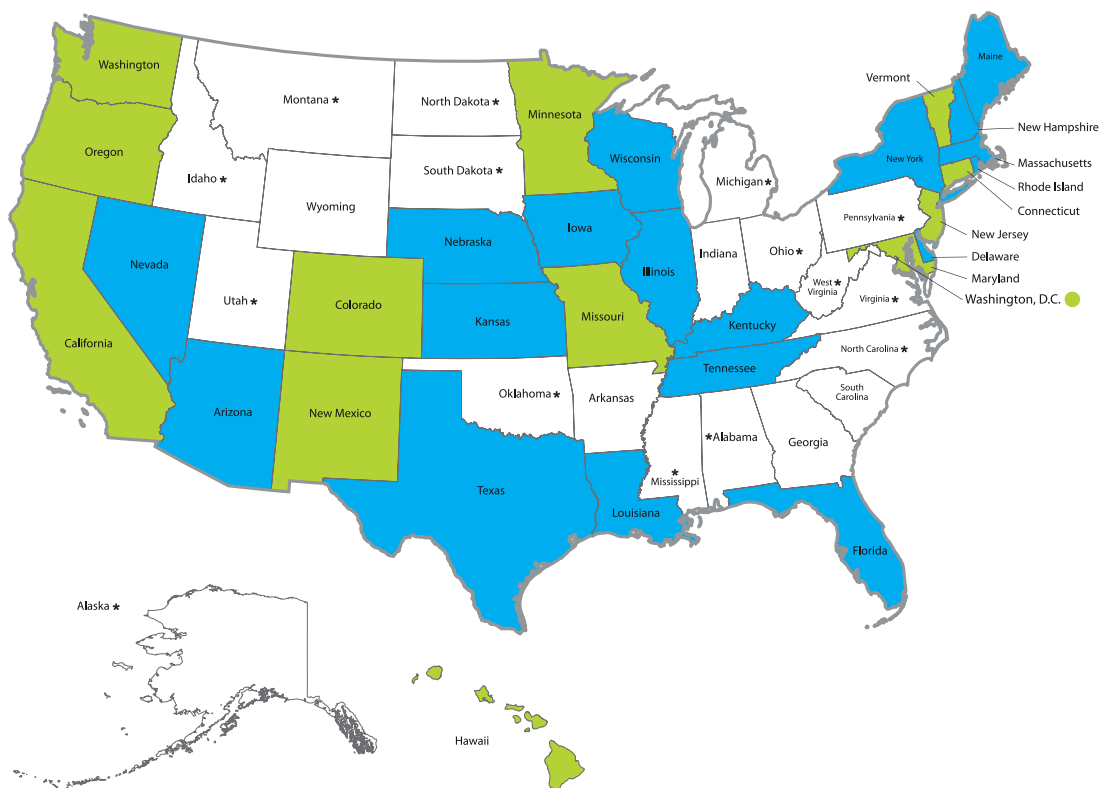 Washington
Montana *
North Dakota *
Minnesota
Oregon
Idaho *
South Dakota *
Wisconsin
Michigan *
Wyoming
Vermont
Maine
New York
New Hampshire
Massachusetts
Rhode Island
Connecticut
New Jersey
Delaware
Maryland
Washington, D.C.
Pennsylvania *
Nevada
Nebraska
Iowa
Illinois
Indiana
Ohio *
West *
Virginia
Virginia *
Utah *
Colorado
Kansas
Missouri
Kentucky
California
North Carolina *
Tennessee
South
Carolina
Arizona
New Mexico
Oklahoma *
Arkansas
*
Mississippi
*Alabama
Georgia
Texas
Louisiana
Florida
Alaska *
Hawaii